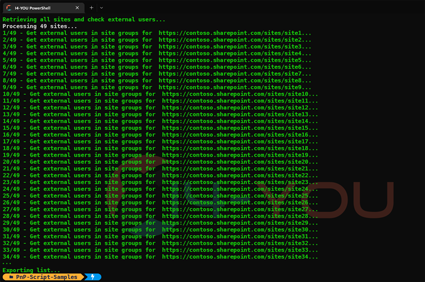 I4-YOU PowerShell
Retrieving all sites and check external users...
Processing 49 sites...
1/49 - Get external users in site groups for  https://contoso.sharepoint.com/sites/site1...
2/49 - Get external users in site groups for  https://contoso.sharepoint.com/sites/site2...
3/49 - Get external users in site groups for  https://contoso.sharepoint.com/sites/site3...
4/49 - Get external users in site groups for  https://contoso.sharepoint.com/sites/site4...
5/49 - Get external users in site groups for  https://contoso.sharepoint.com/sites/site5...
6/49 - Get external users in site groups for  https://contoso.sharepoint.com/sites/site6...
7/49 - Get external users in site groups for  https://contoso.sharepoint.com/sites/site7...
8/49 - Get external users in site groups for  https://contoso.sharepoint.com/sites/site8...
9/49 - Get external users in site groups for  https://contoso.sharepoint.com/sites/site9...
10/49 - Get external users in site groups for  https://contoso.sharepoint.com/sites/site10...
11/49 - Get external users in site groups for  https://contoso.sharepoint.com/sites/site11...
12/49 - Get external users in site groups for  https://contoso.sharepoint.com/sites/site12...
13/49 - Get external users in site groups for  https://contoso.sharepoint.com/sites/site13...
14/49 - Get external users in site groups for  https://contoso.sharepoint.com/sites/site14...
15/49 - Get external users in site groups for  https://contoso.sharepoint.com/sites/site15...
16/49 - Get external users in site groups for  https://contoso.sharepoint.com/sites/site16...
17/49 - Get external users in site groups for  https://contoso.sharepoint.com/sites/site17...
18/49 - Get external users in site groups for  https://contoso.sharepoint.com/sites/site18...
19/49 - Get external users in site groups for  https://contoso.sharepoint.com/sites/site19...
20/49 - Get external users in site groups for  https://contoso.sharepoint.com/sites/site20...
21/49 - Get external users in site groups for  https://contoso.sharepoint.com/sites/site21...
22/49 - Get external users in site groups for  https://contoso.sharepoint.com/sites/site22...
23/49 - Get external users in site groups for  https://contoso.sharepoint.com/sites/site23...
24/49 - Get external users in site groups for  https://contoso.sharepoint.com/sites/site24...
25/49 - Get external users in site groups for  https://contoso.sharepoint.com/sites/site25...
26/49 - Get external users in site groups for  https://contoso.sharepoint.com/sites/site26...
27/49 - Get external users in site groups for  https://contoso.sharepoint.com/sites/site27...
28/49 - Get external users in site groups for  https://contoso.sharepoint.com/sites/site28...
29/49 - Get external users in site groups for  https://contoso.sharepoint.com/sites/site29...
30/49 - Get external users in site groups for  https://contoso.sharepoint.com/sites/site30...
31/49 - Get external users in site groups for  https://contoso.sharepoint.com/sites/site31...
32/49 - Get external users in site groups for  https://contoso.sharepoint.com/sites/site32...
33/49 - Get external users in site groups for  https://contoso.sharepoint.com/sites/site33...
34/49 - Get external users in site groups for  https://contoso.sharepoint.com/sites/site34...
...
Exporting list...
PnP-Script-Samples
YOU